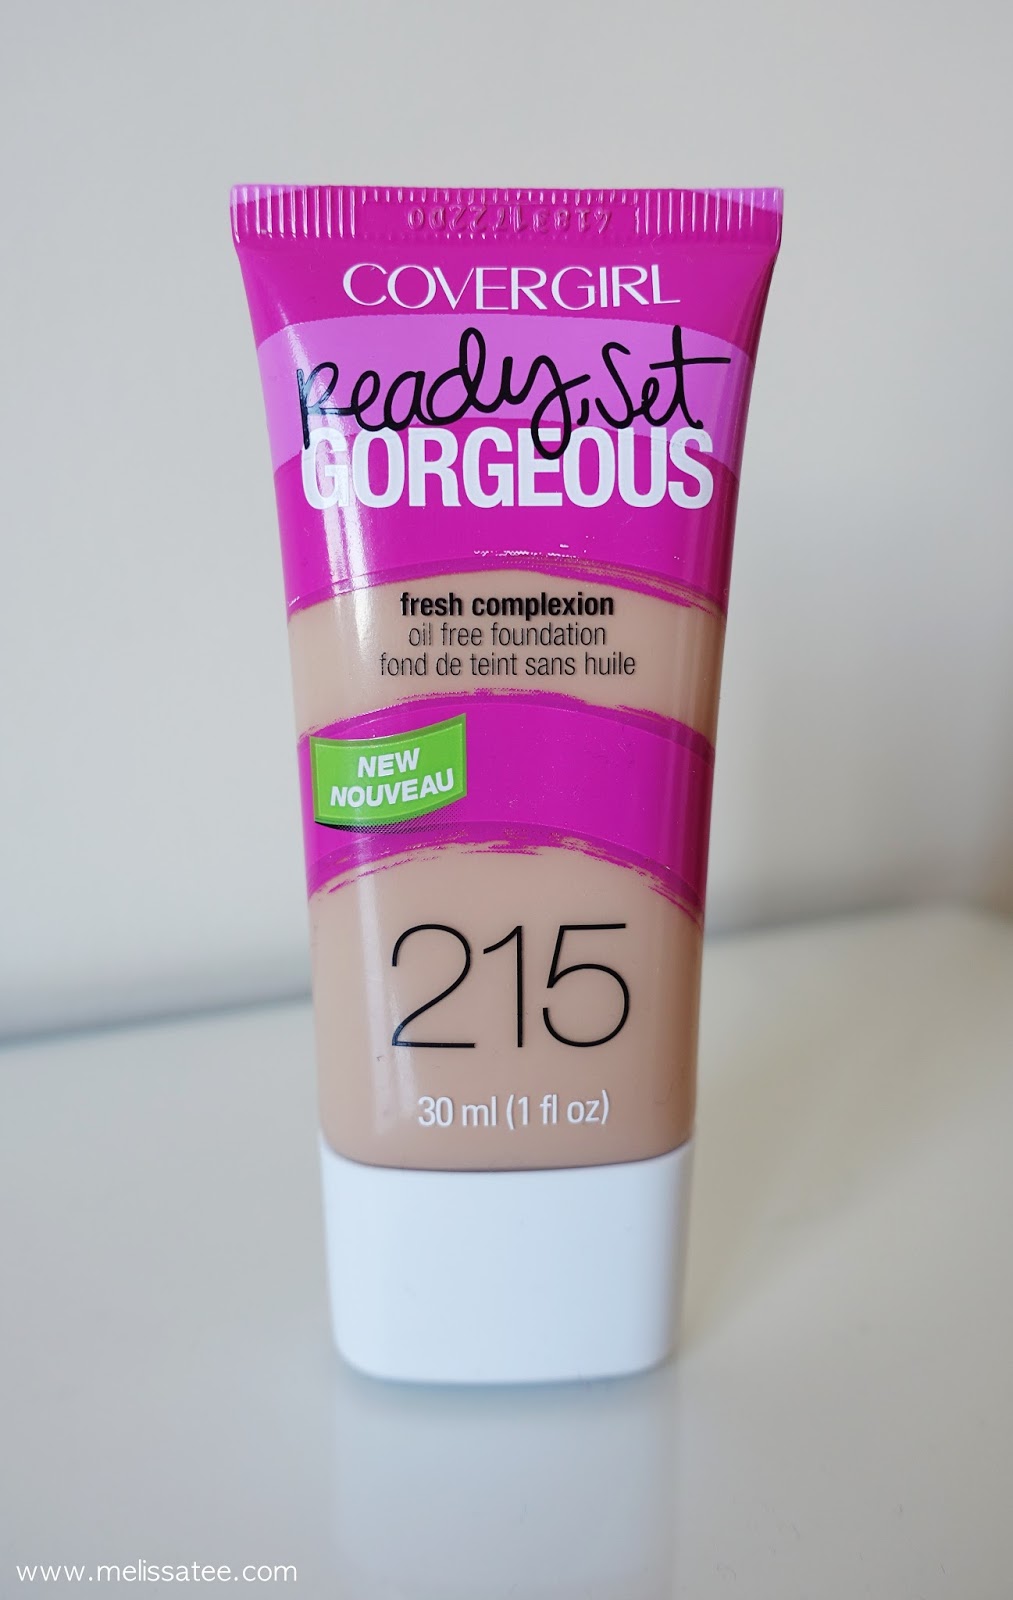 COVERGIRL
Ready, Set
GORGEOUS
fresh complexion
oil free foundation
fond de teint sans huile
NEW
NOUVEAU
215
30 ml (1 fl oz)
www.melissatee.com